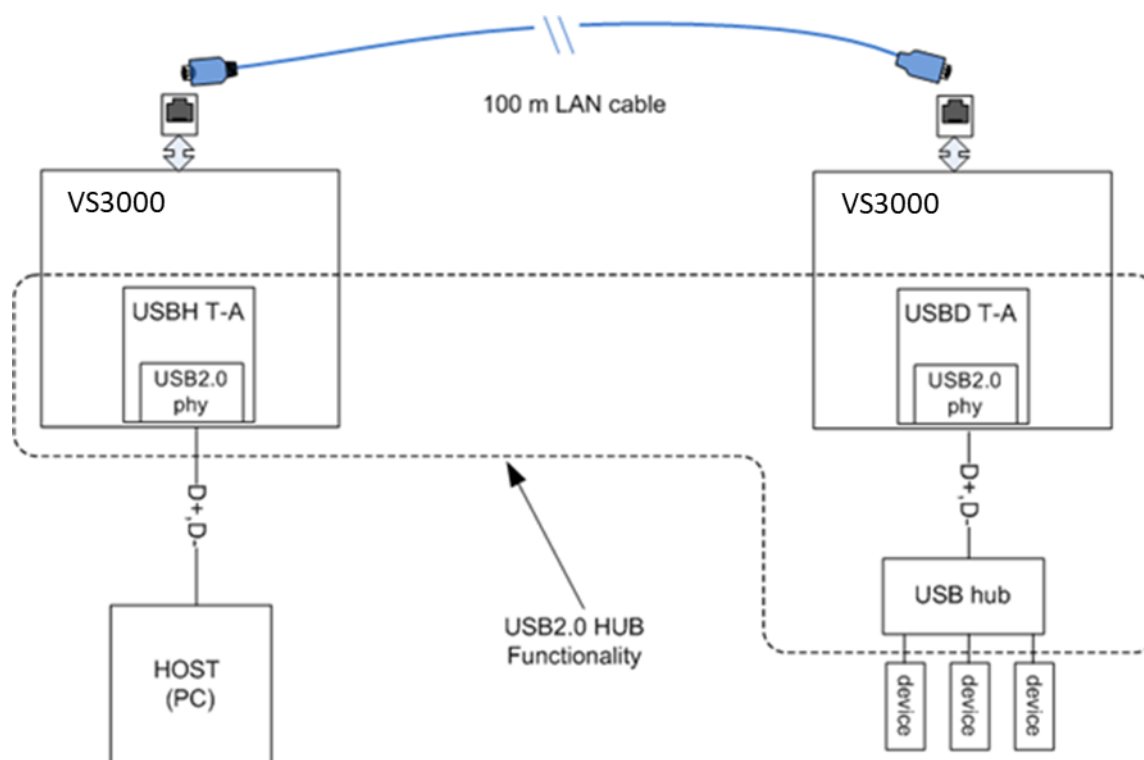 100 m LAN cable
VS3000
VS3000
USBH T-A
USB2.0
phy
USBD T-A
USB2.0
phy
D+,D-
D+,D-
USB hub
USB2.0 HUB
Functionality
HOST
(PC)
device
device
device